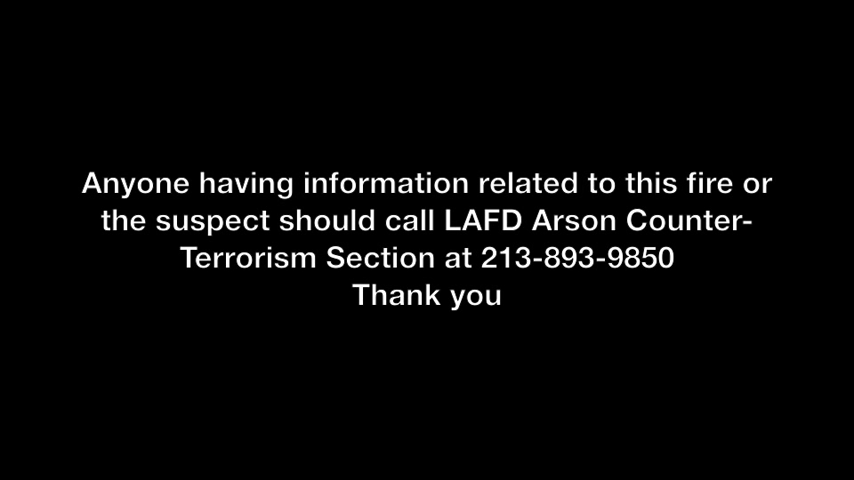 Anyone having information related to this fire or
the suspect should call LAFD Arson Counter-
Terrorism Section at 213-893-9850
Thank you